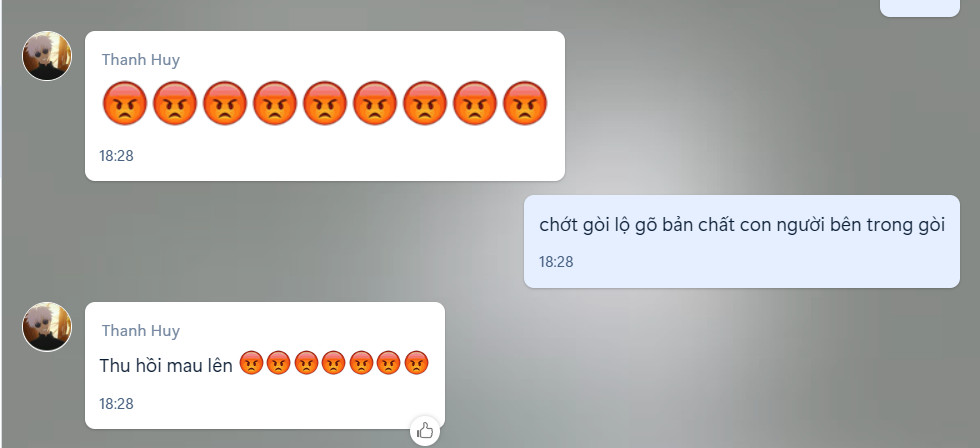 Thanh Huy
😡😡😡😡😡😡😡😡😡
18:28
chớt gòi lộ gõ bản chất con người bên trong gòi
18:28
Thanh Huy
Thu hồi mau lên 😡😡😡😡😡😡😡
18:28